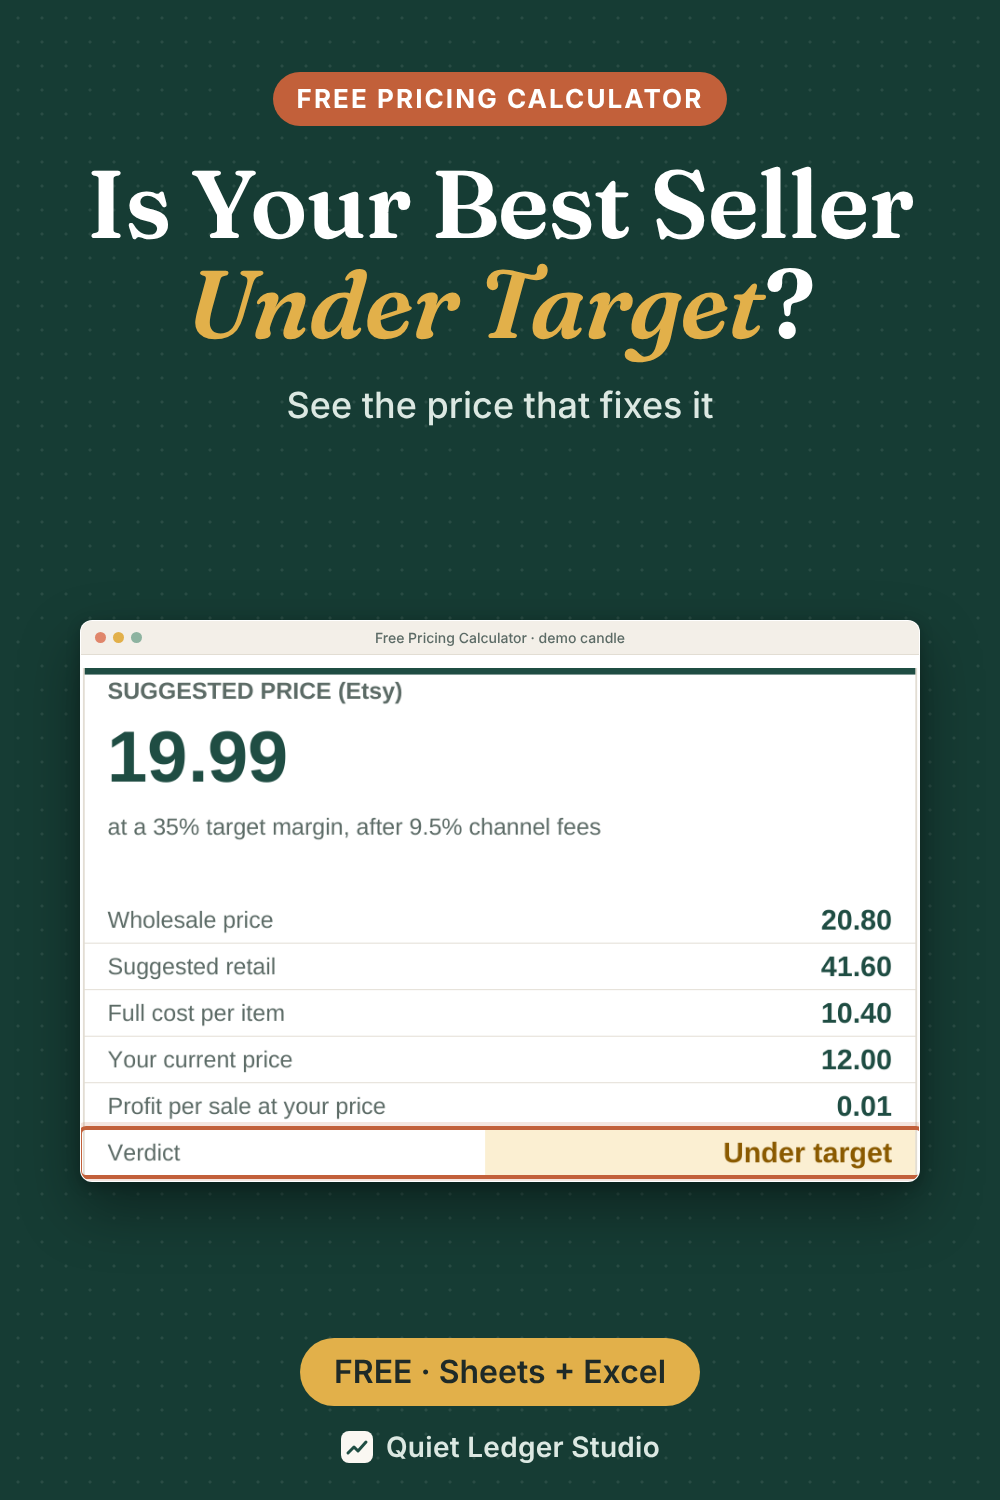 FREE PRICING CALCULATOR
Is Your Best Seller
Under Target?
See the price that fixes it
Free Pricing Calculator · demo candle
SUGGESTED PRICE (Etsy)
19.99
at a 35% target margin, after 9.5% channel fees
Wholesale price 20.80
Suggested retail 41.60
Full cost per item 10.40
Your current price 12.00
Profit per sale at your price 0.01
Verdict Under target
FREE · Sheets + Excel
Quiet Ledger Studio